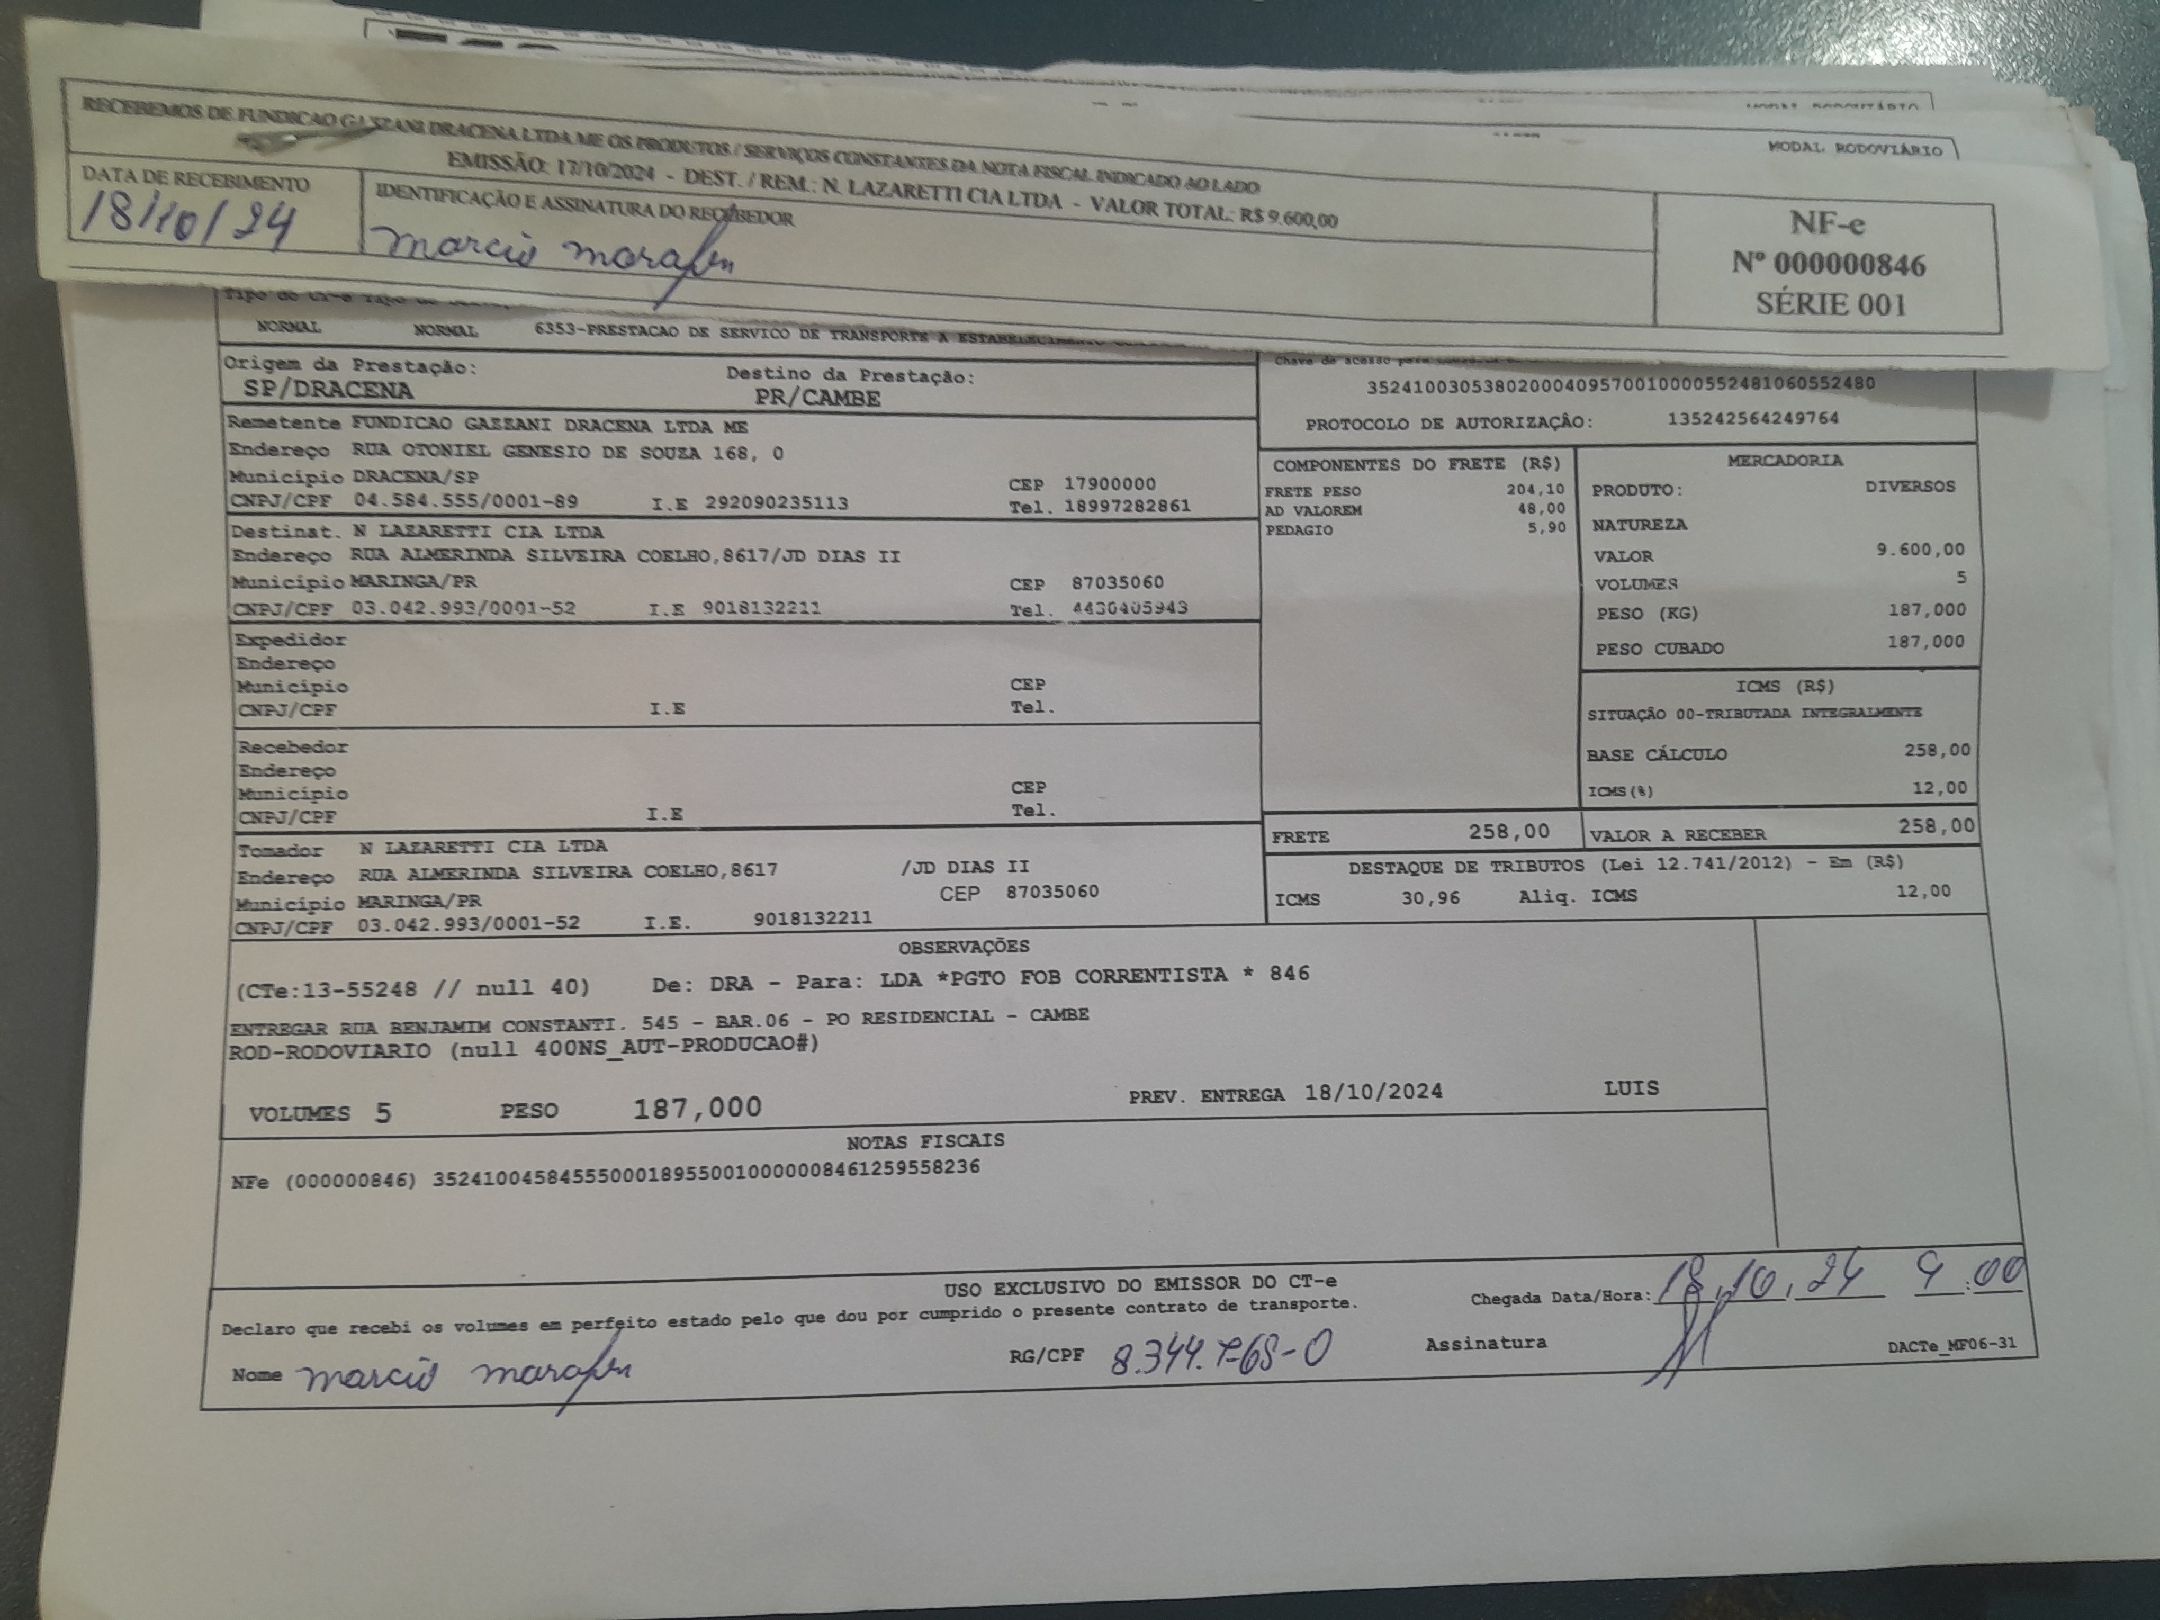 MODAL RODOVIÁRIO
RECEBEMOS DE FUNDICAO GAZZANI DRACENA LTDA ME OS PRODUTOS / SERVIÇOS CONSTANTES DA NOTA FISCAL INDICADO AO LADO
EMISSÃO: 17/10/2024 - DEST. / REM.: N. LAZARETTI CIA LTDA - VALOR TOTAL: R$ 9.600,00
DATA DE RECEBIMENTO
18/10/24
IDENTIFICAÇÃO E ASSINATURA DO RECEBEDOR
marcio
NF-e
Nº 000000846
SÉRIE 001
NORMAL NORMAL 6353-PRESTACAO DE SERVICO DE TRANSPORTE A ESTABELECIMENTO
Origem da Prestação: Destino da Prestação:
SP/DRACENA PR/CAMBE
Chave de acesso para
35241003053802000409570010000552481060552480
PROTOCOLO DE AUTORIZAÇÂO: 135242564249764
Remetente FUNDICAO GAZZANI DRACENA LTDA ME
Endereço RUA OTONIEL GENESIO DE SOUZA 168, 0
Município DRACENA/SP CEP 17900000
CNPJ/CPF 04.584.555/0001-89 I.E 292090235113 Tel. 18997282861
Destinat. N LAZARETTI CIA LTDA
Endereço RUA ALMERINDA SILVEIRA COELHO,8617/JD DIAS II
Município MARINGA/PR CEP 87035060
CNPJ/CPF 03.042.993/0001-52 I.E 9018132211 Tel. 4430405943
Expedidor
Endereço
Município CEP
CNPJ/CPF I.E Tel.
Recebedor
Endereço
Município CEP
CNPJ/CPF I.E Tel.
Tomador N LAZARETTI CIA LTDA
Endereço RUA ALMERINDA SILVEIRA COELHO,8617 /JD DIAS II
Município MARINGA/PR CEP 87035060
CNPJ/CPF 03.042.993/0001-52 I.E. 9018132211
COMPONENTES DO FRETE (R$)
FRETE PESO 204,10
AD VALOREM 48,00
PEDAGIO 5,90
MERCADORIA
PRODUTO: DIVERSOS
NATUREZA
VALOR 9.600,00
VOLUMES 5
PESO (KG) 187,000
PESO CUBADO 187,000
ICMS (R$)
SITUAÇÃO 00-TRIBUTADA INTEGRALMENTE
BASE CÁLCULO 258,00
ICMS(%) 12,00
FRETE 258,00 VALOR A RECEBER 258,00
DESTAQUE DE TRIBUTOS (Lei 12.741/2012) - Em (R$)
ICMS 30,96 Aliq. ICMS 12,00
OBSERVAÇÕES
(CTe:13-55248 // null 40) De: DRA - Para: LDA *PGTO FOB CORRENTISTA * 846
ENTREGAR RUA BENJAMIM CONSTANTI. 545 - BAR.06 - PO RESIDENCIAL - CAMBE
ROD-RODOVIARIO (null 400NS_AUT-PRODUCAO#)
VOLUMES 5 PESO 187,000 PREV. ENTREGA 18/10/2024 LUIS
NOTAS FISCAIS
NFe (000000846) 35241004584555000189550010000008461259558236
USO EXCLUSIVO DO EMISSOR DO CT-e
Declaro que recebi os volumes em perfeito estado pelo que dou por cumprido o presente contrato de transporte.
Chegada Data/Hora: 18,10,24 9:00
Nome marcio RG/CPF 8.344.768-0 Assinatura
DACTe_MF06-31